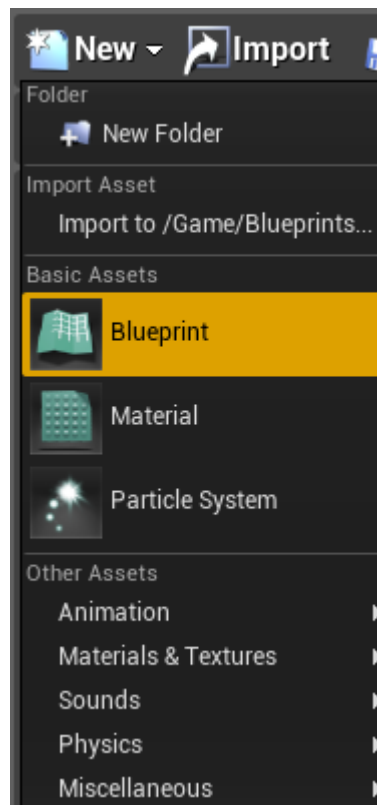 New Import
Folder
New Folder
Import Asset
Import to /Game/Blueprints...
Basic Assets
Blueprint
Material
Particle System
Other Assets
Animation
Materials & Textures
Sounds
Physics
Miscellaneous